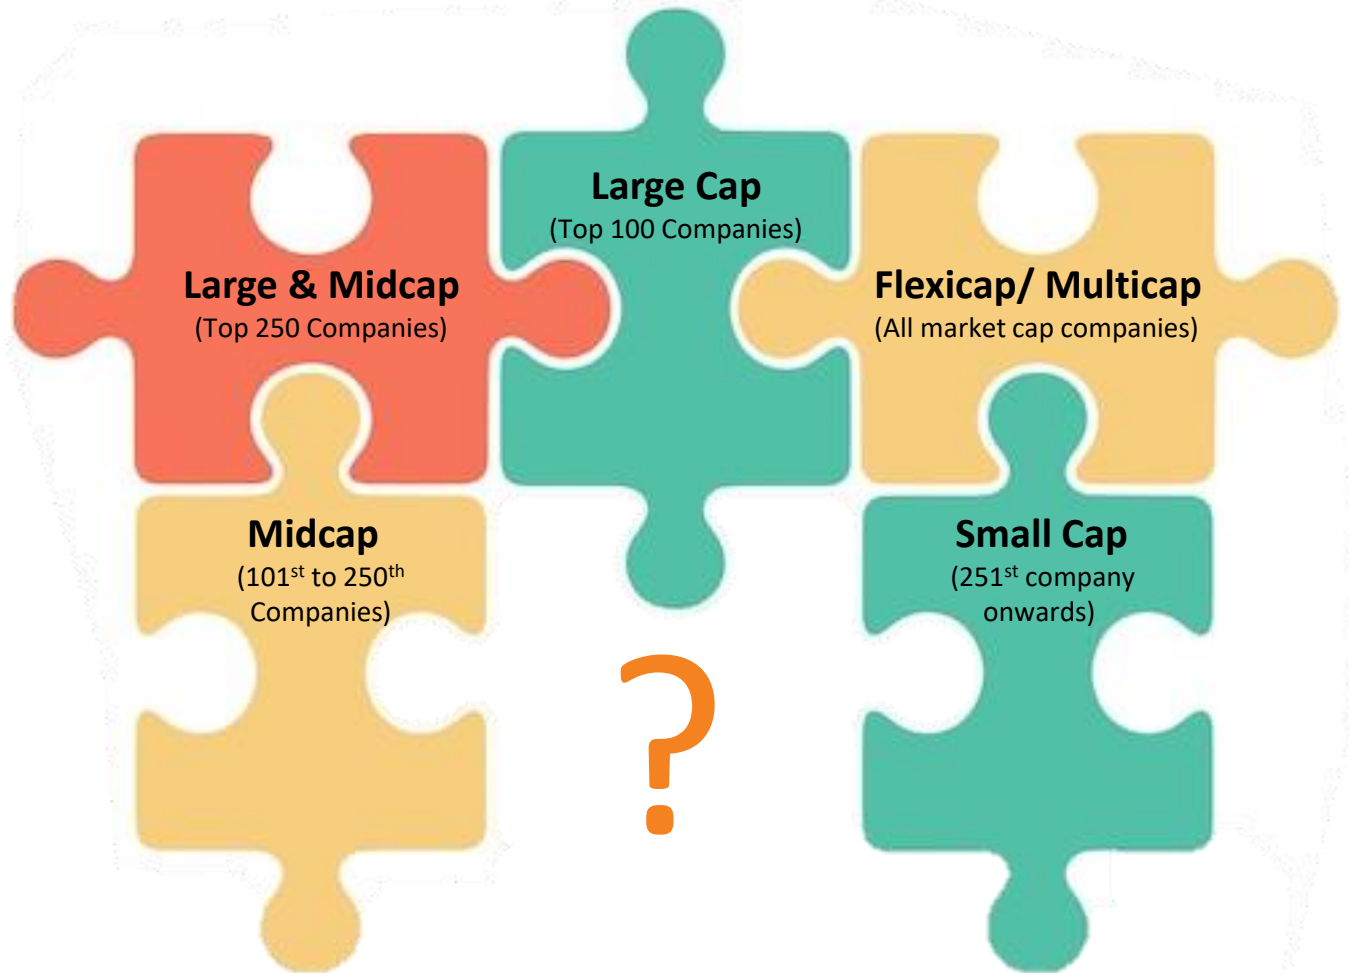 Large Cap
(Top 100 Companies)
Large & Midcap
(Top 250 Companies)
Flexicap/ Multicap
(All market cap companies)
Midcap
(101st to 250th
Companies)
Small Cap
(251st company
onwards)
?